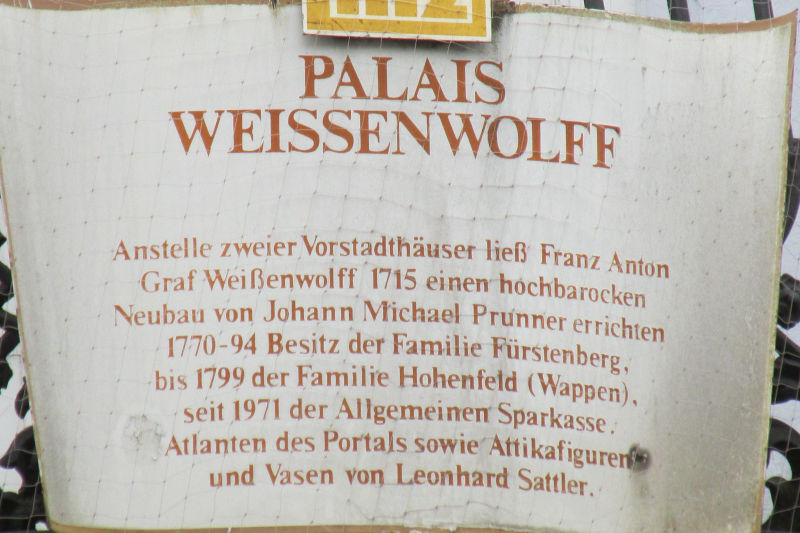 PALAIS
WEISSENWOLFF
Anstelle zweier Vorstadthäuser ließ Franz Anton
Graf Weißenwolff 1715 einen hochbarocken
Neubau von Johann Michael Prunner errichten
1770-94 Besitz der Familie Fürstenberg,
bis 1799 der Familie Hohenfeld (Wappen),
seit 1971 der Allgemeinen Sparkasse.
Atlanten des Portals sowie Attikafiguren
und Vasen von Leonhard Sattler.